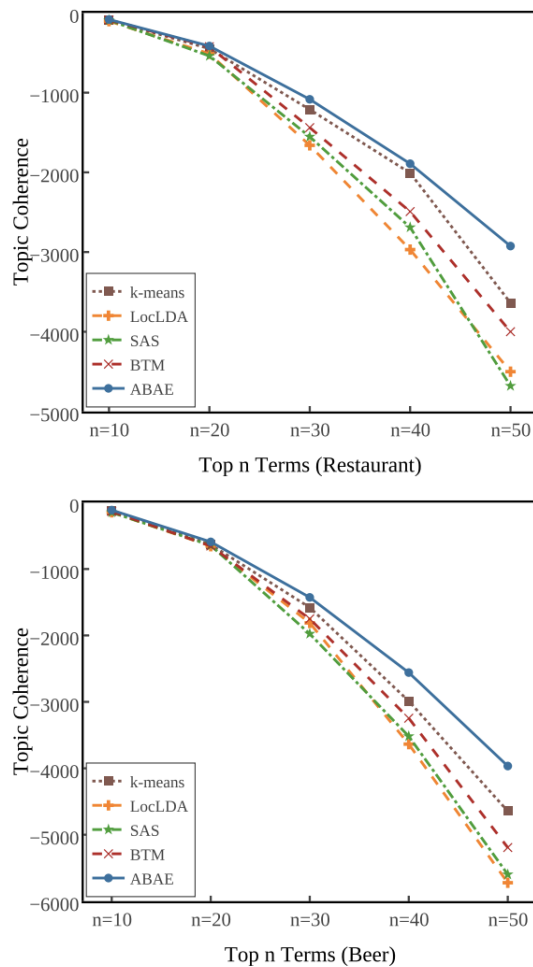 0
−1000
−2000
−3000
−4000
−5000
Topic Coherence
k-means
LocLDA
SAS
BTM
ABAE
n=10 n=20 n=30 n=40 n=50
Top n Terms (Restaurant)
0
−1000
−2000
−3000
−4000
−5000
−6000
Topic Coherence
k-means
LocLDA
SAS
BTM
ABAE
n=10 n=20 n=30 n=40 n=50
Top n Terms (Beer)